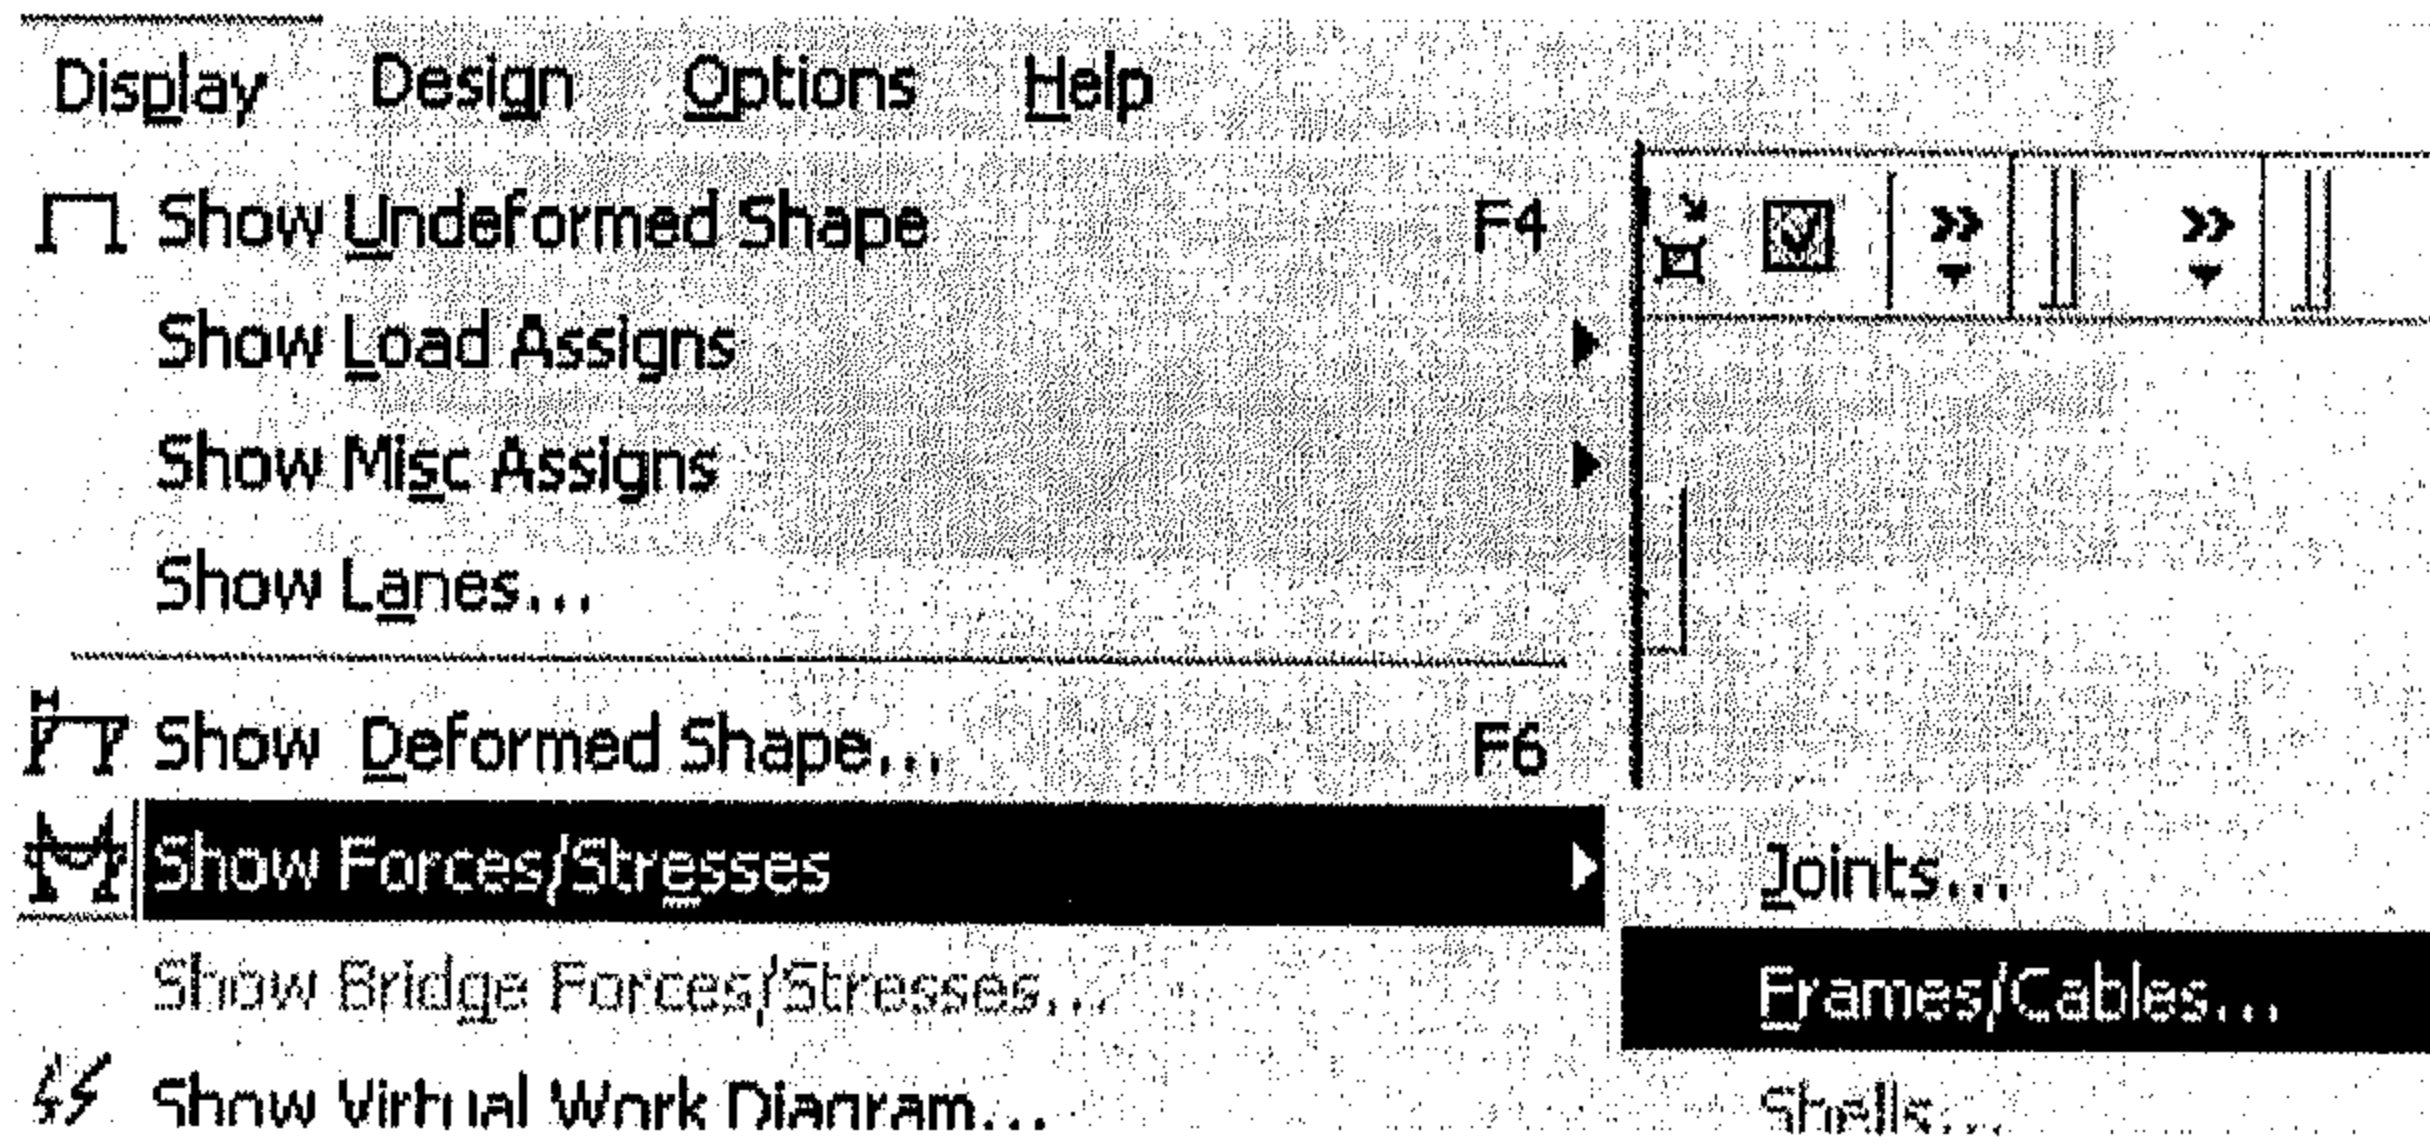 Display Design Options Help
Show Undeformed Shape F4
Show Load Assigns
Show Misc Assigns
Show Lanes...
Show Deformed Shape... F6
Show Forces/Stresses
Joints...
Show Bridge Forces/Stresses...
Frames/Cables...
Show Virtual Work Diagram...
Shells...